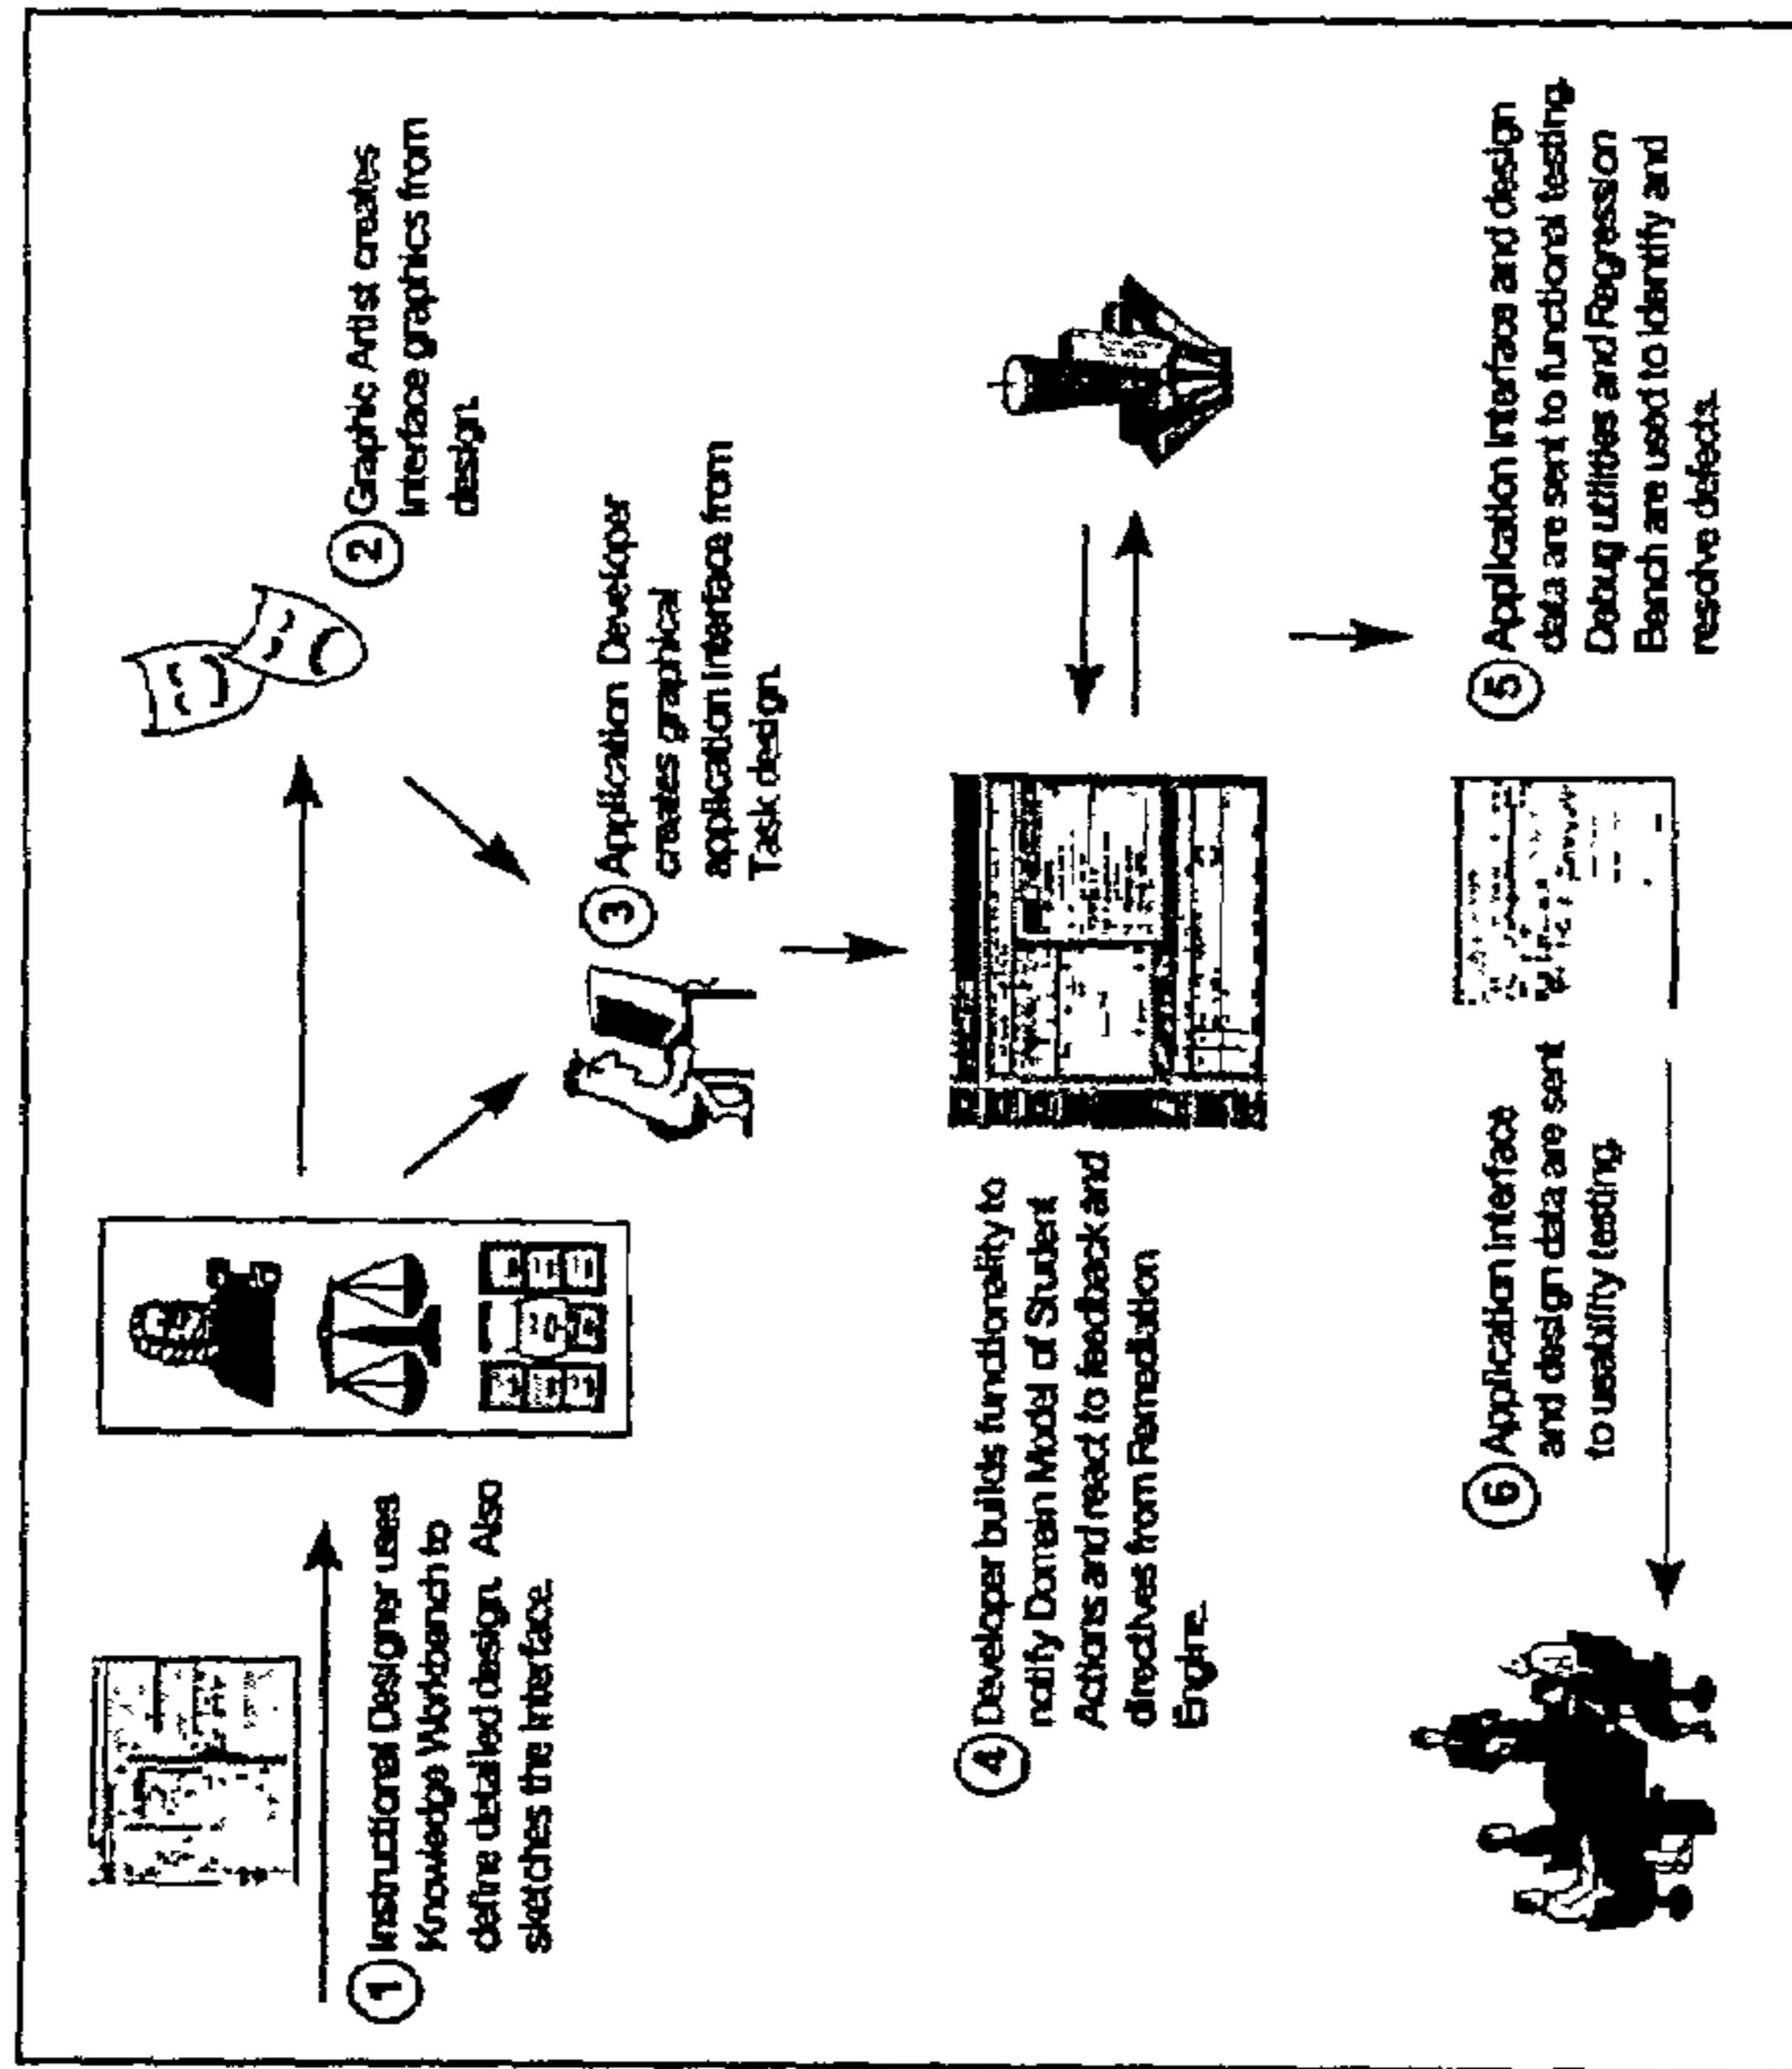 ① Instructional Designer uses
Knowledge Workbench to
define detailed design. Also
sketches the Interface.
② Graphic Artist creates
Interface graphics from
design.
③ Application Developer
creates graphical
application interface from
Task design.
④ Developer builds functionality to
notify Domain Model of Student
Actions and react to feedback and
directives from Remediation
Engine.
⑤ Application Interface and design
data are sent to functional testing.
Debug utilities and Regression
Bench are used to identify and
resolve defects.
⑥ Application Interface
and design data are sent
to usability testing.